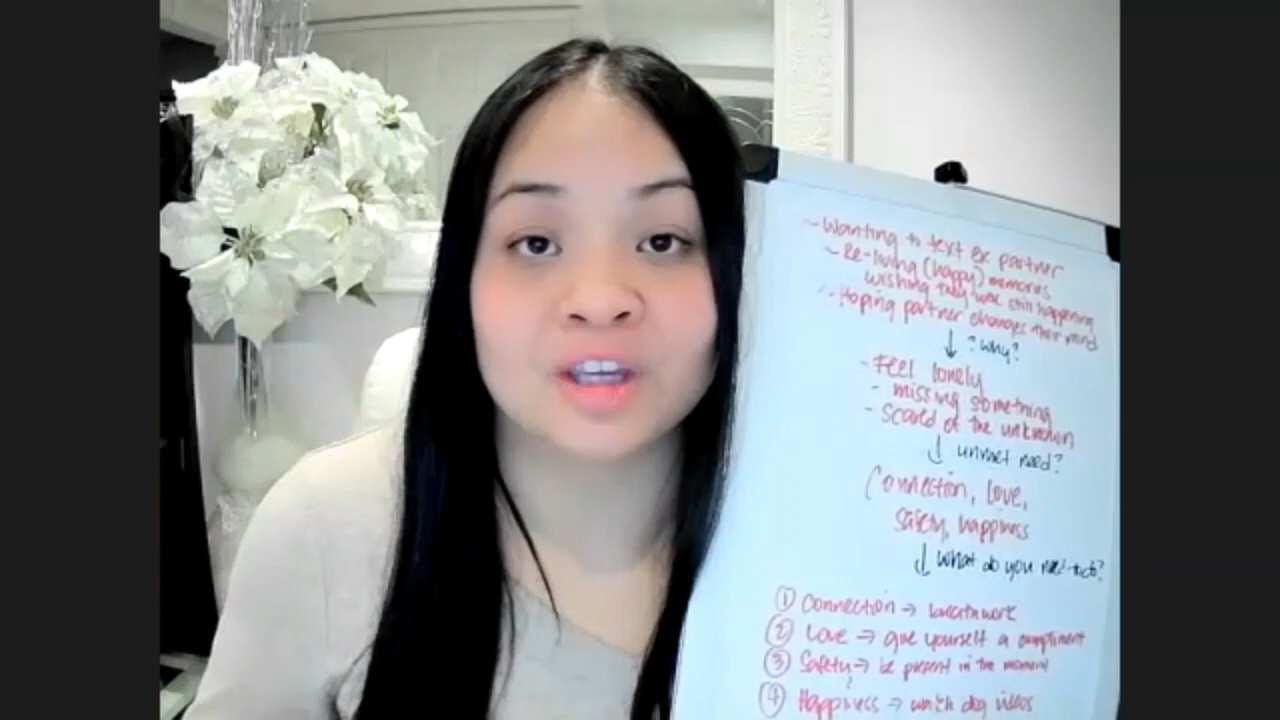 - Wanting to text ex partner
- Re-living (happy) memories
wishing they were still happening
- Hoping partner changes their mind
↓ ?why?
- Feel lonely
- missing something
- scared of the unknown
↓ unmet need?
Connection, love,
safety, happiness
↓ what do you need to do?
① Connection → breathwork
② Love → give yourself a compliment
③ Safety → be present in the moment
④ Happiness → watch dog videos